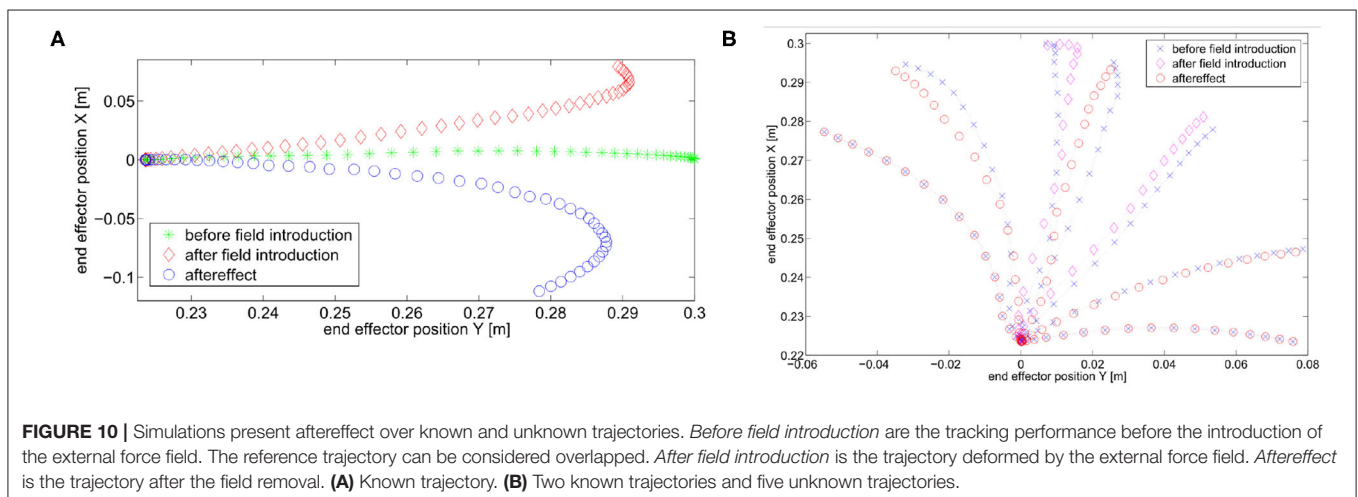 A
end effector position X [m]
0.05
0
−0.05
−0.1
before field introduction
after field introduction
aftereffect
0.23 0.24 0.25 0.26 0.27 0.28 0.29 0.3
end effector position Y [m]
B
end effector position X [m]
0.3
0.29
0.28
0.27
0.26
0.25
0.24
0.23
0.22
before field introduction
after field introduction
aftereffect
−0.06 −0.04 −0.02 0 0.02 0.04 0.06 0.08
end effector position Y [m]
FIGURE 10 | Simulations present aftereffect over known and unknown trajectories. Before field introduction are the tracking performance before the introduction of
the external force field. The reference trajectory can be considered overlapped. After field introduction is the trajectory deformed by the external force field. Aftereffect
is the trajectory after the field removal. (A) Known trajectory. (B) Two known trajectories and five unknown trajectories.